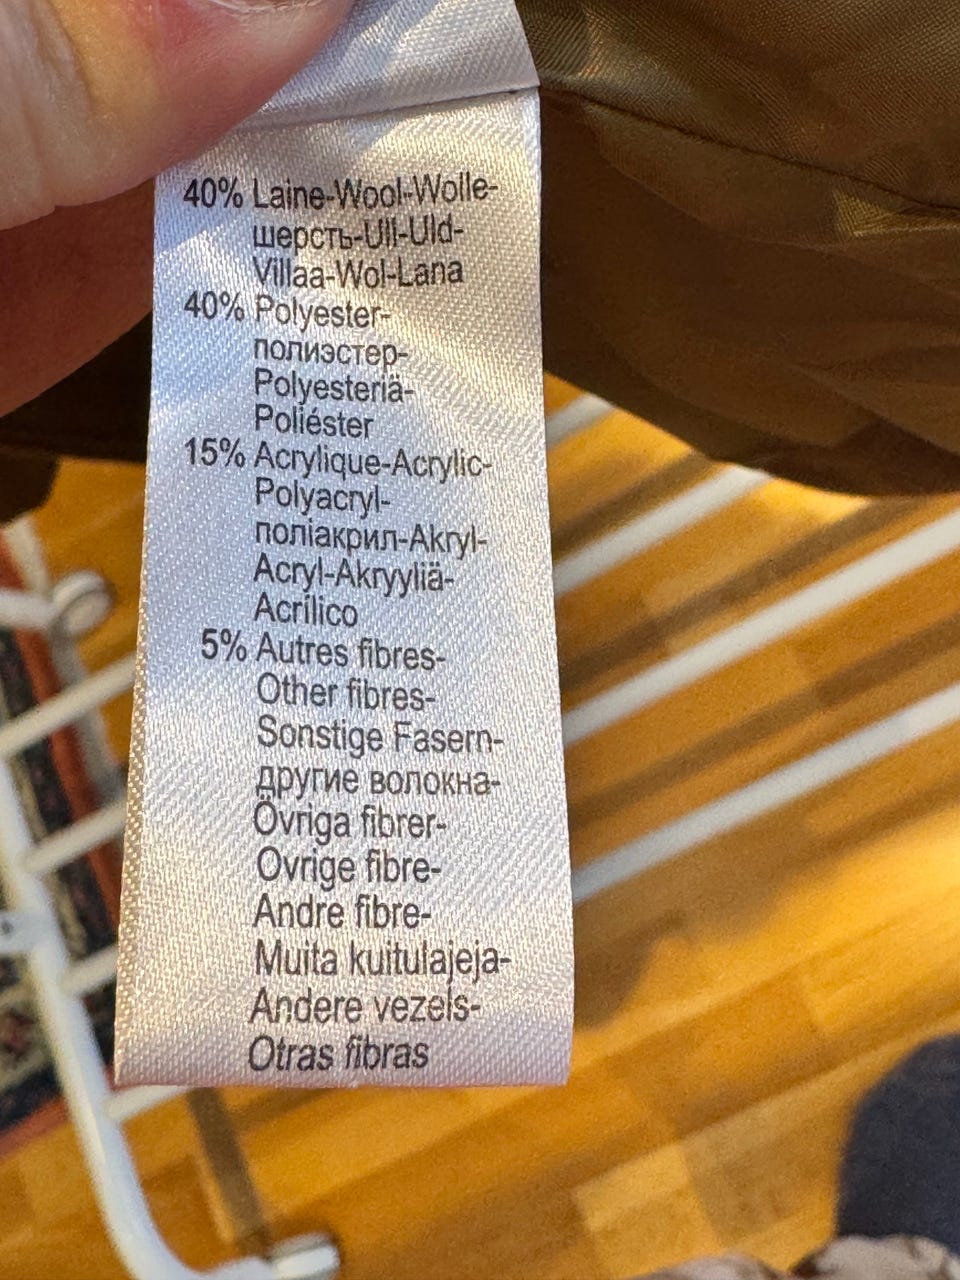 40% Laine-Wool-Wolle-
шерсть-Ull-Uld-
Villaa-Wol-Lana
40% Polyester-
полиэстер-
Polyesteriä-
Poliéster
15% Acrylique-Acrylic-
Polyacryl-
поліакрил-Akryl-
Acryl-Akryyliä-
Acrílico
5% Autres fibres-
Other fibres-
Sonstige Fasern-
другие волокна-
Övriga fibrer-
Ovrige fibre-
Andre fibre-
Muita kuitulajeja-
Andere vezels-
Otras fibras